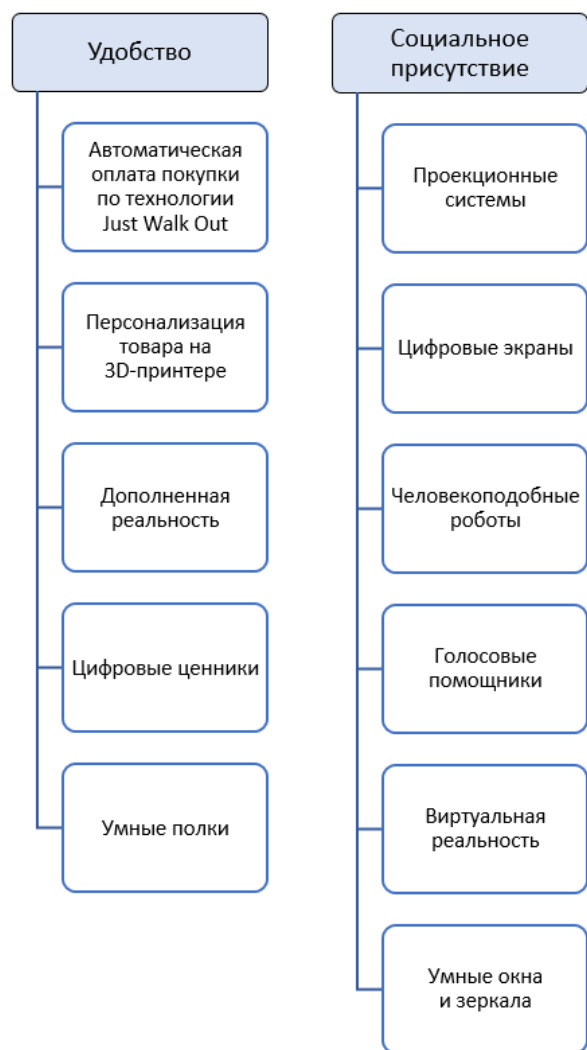 Удобство
Автоматическая
оплата покупки
по технологии
Just Walk Out
Персонализация
товара на
3D-принтере
Дополненная
реальность
Цифровые ценники
Умные полки
Социальное
присутствие
Проекционные
системы
Цифровые экраны
Человекоподобные
роботы
Голосовые
помощники
Виртуальная
реальность
Умные окна
и зеркала